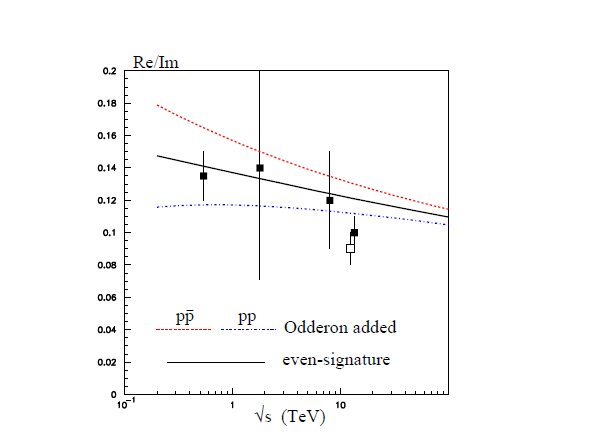 Re/Im
0.2
0.18
0.16
0.14
0.12
0.1
0.08
0.06
0.04
0.02
0
pp̄ pp
Odderon added
even-signature
10⁻¹ 1 10
√s (TeV)